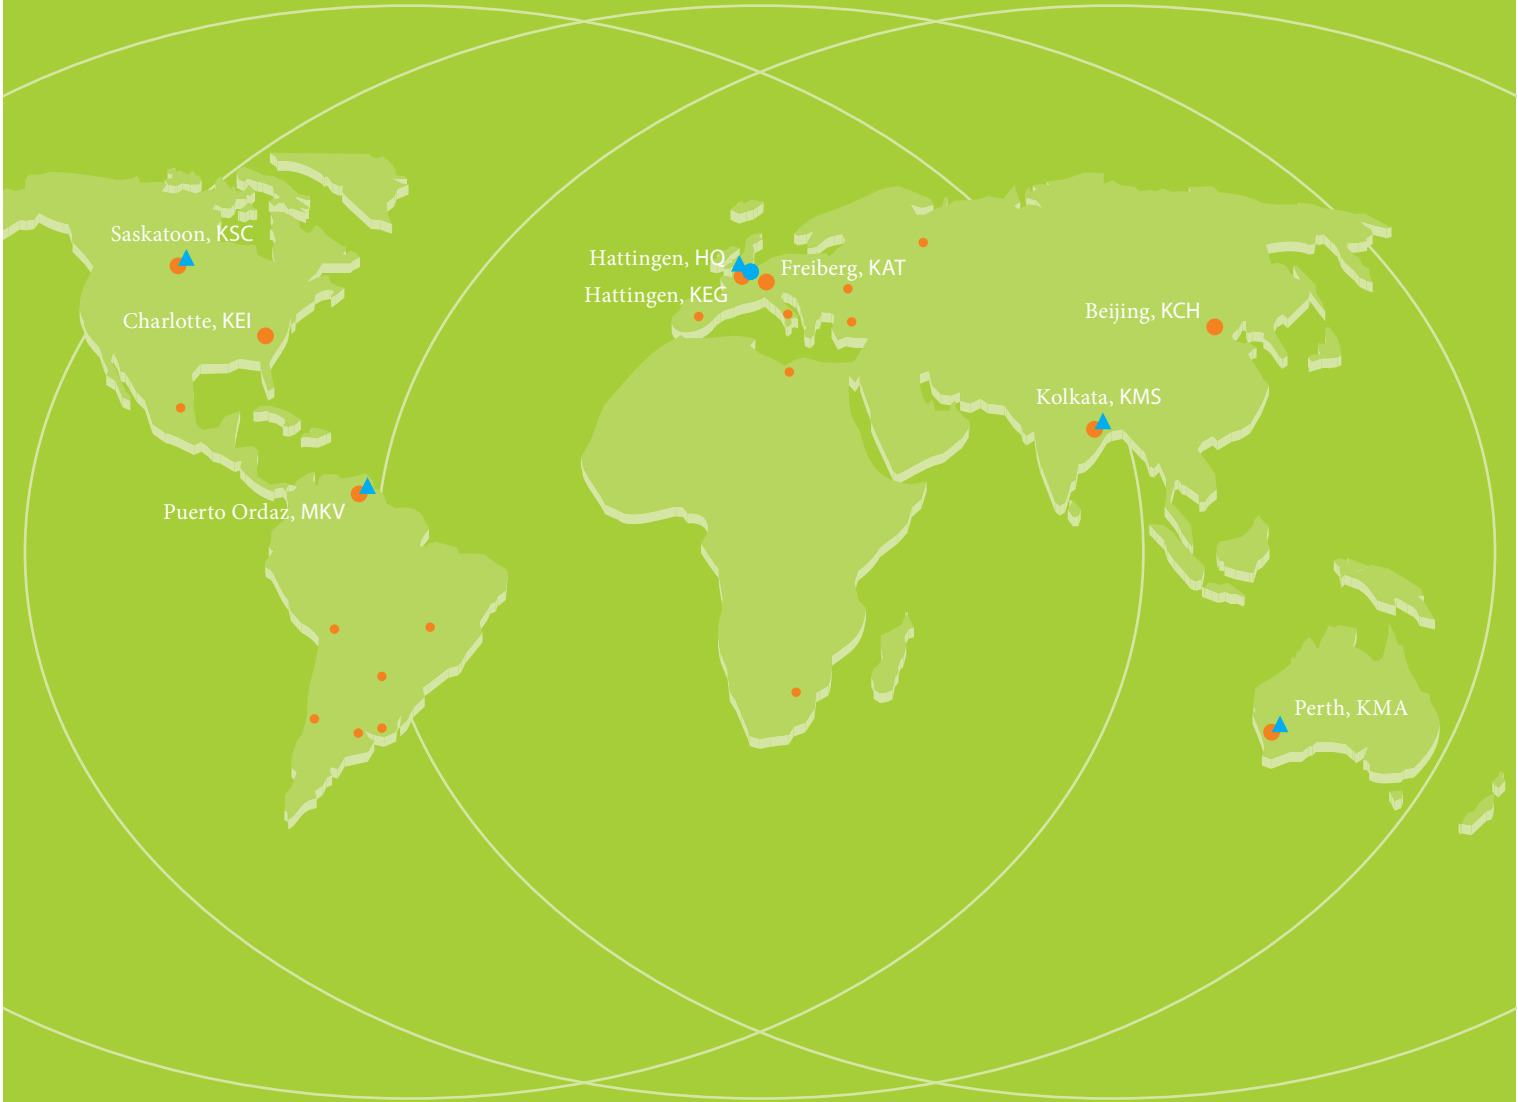 Saskatoon, KSC
Hattingen, HQ
Freiberg, KAT
Hattingen, KEG
Beijing, KCH
Charlotte, KEI
Kolkata, KMS
Puerto Ordaz, MKV
Perth, KMA